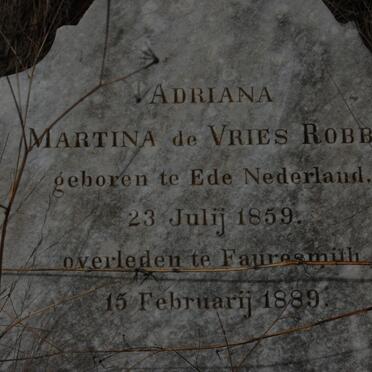 ADRIANA
MARTINA de VRIES ROBB
geboren te Ede Nederland.
23 Julij 1859.
overleden te Fauresmith
15 Februarij 1889.